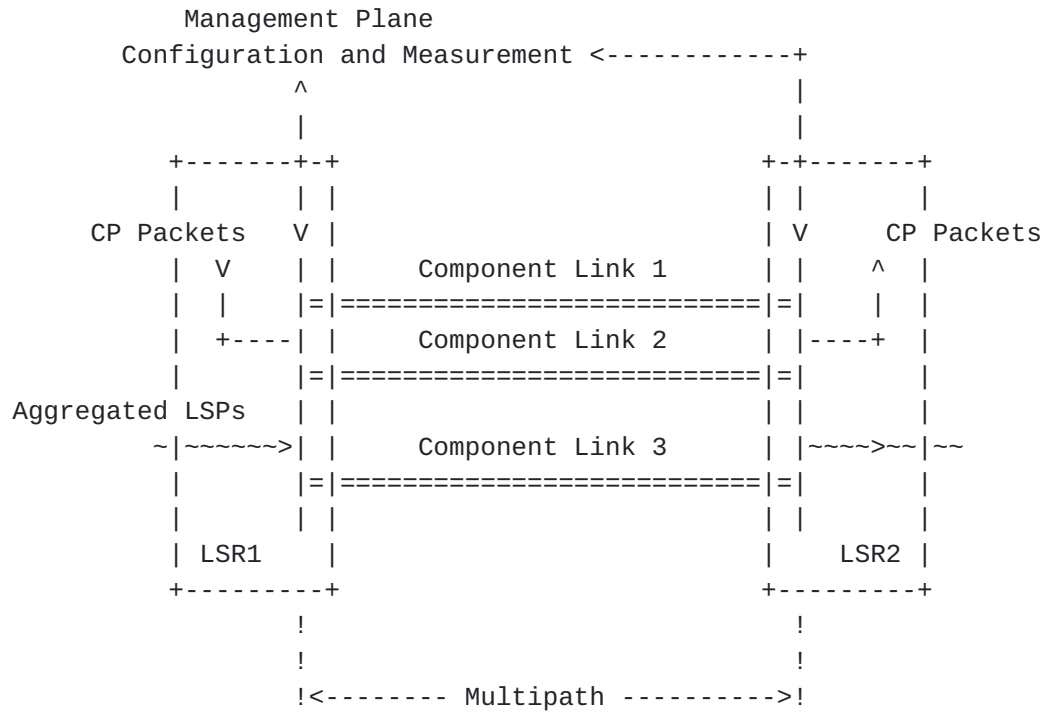 Management Plane
Configuration and Measurement <------------+
^ |
| |
+-------+-+ +-+-------+
| | | | | |
CP Packets V | | V CP Packets
| V | | Component Link 1 | | ^ |
| | |=|===========================|=| | |
| +----| | Component Link 2 | |----+ |
| |=|===========================|=| |
Aggregated LSPs | | | | |
~|~~~~~~>| | Component Link 3 | |~~~~>~~|~~
| |=|===========================|=| |
| | | | | |
| LSR1 | | LSR2 |
+---------+ +---------+
! !
! !
!<-------- Multipath ---------->!